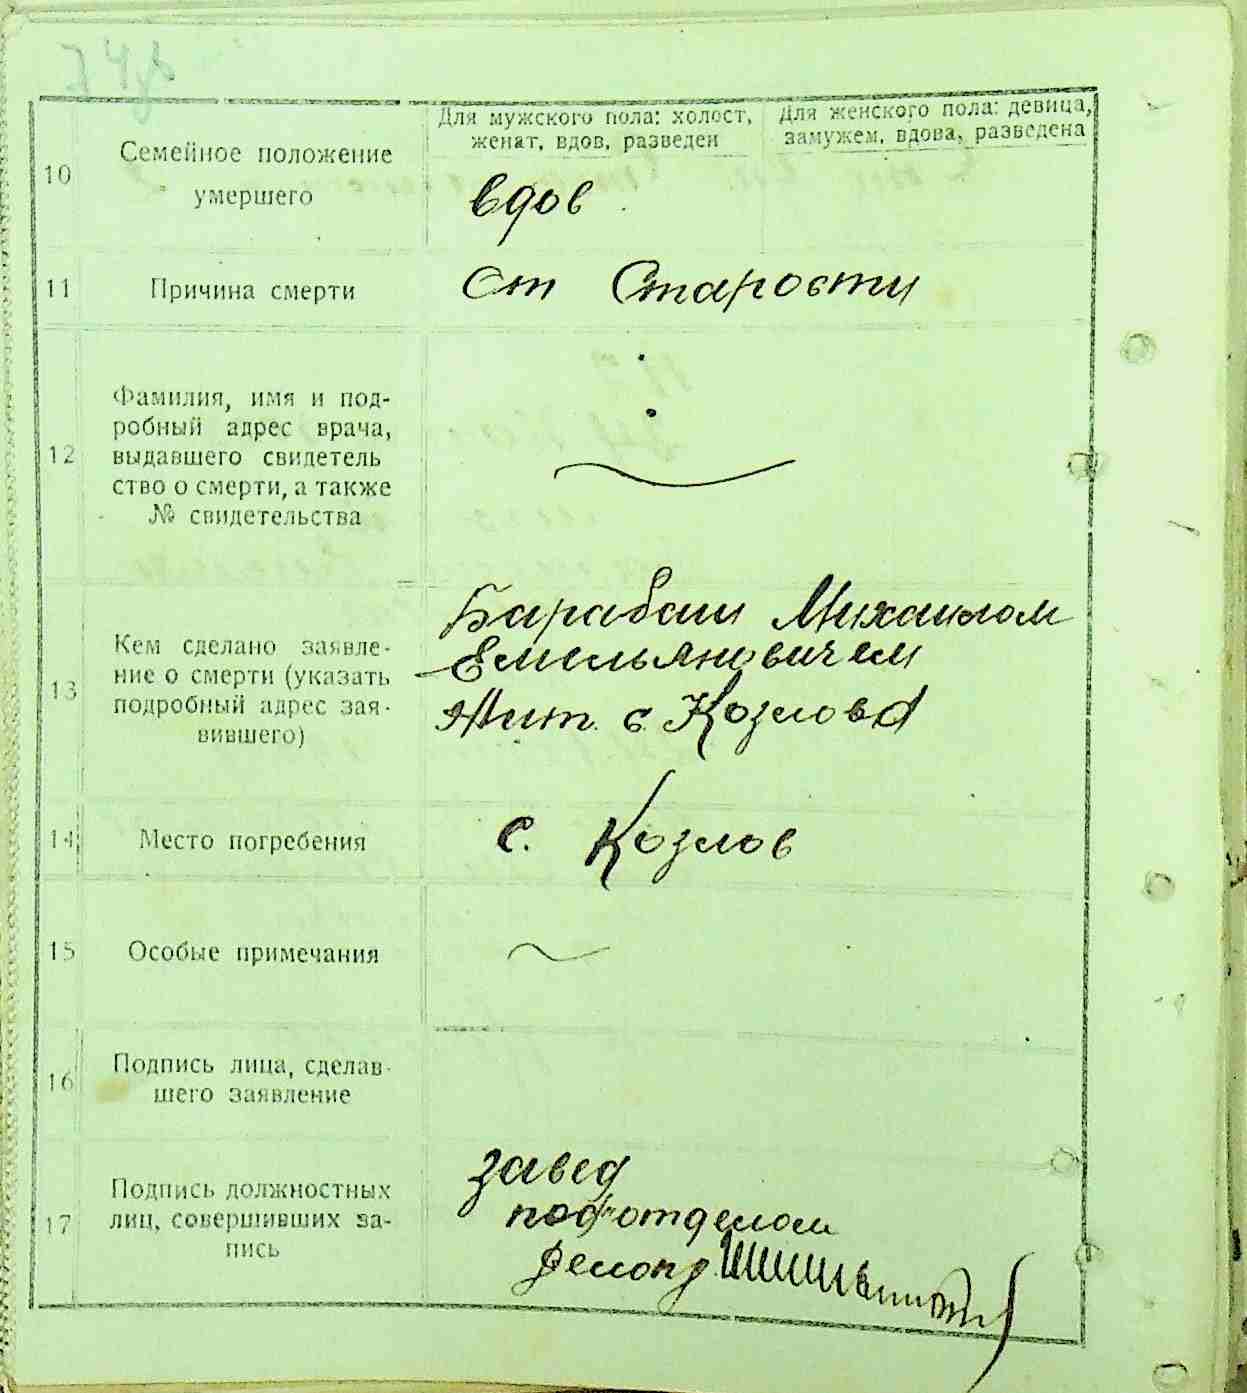 Для мужского пола: холост,
женат, вдов, разведен
Для женского пола: девица,
замужем, вдова, разведена
10
Семейное положение
умершего
вдов
11
Причина смерти
От Старости
12
Фамилия, имя и под-
робный адрес врача,
выдавшего свидетель
ство о смерти, а также
№ свидетельства
13
Кем сделано заявле-
ние о смерти (указать
подробный адрес зая-
вившего)
Барабаш Михаилом
Емельяновичем
Жит. с. Козлова
14
Место погребения
с. Козлов
15
Особые примечания
16
Подпись лица, сделав-
шего заявление
17
Подпись должностных
лиц, совершивших за-
пись
Завед
подотделом